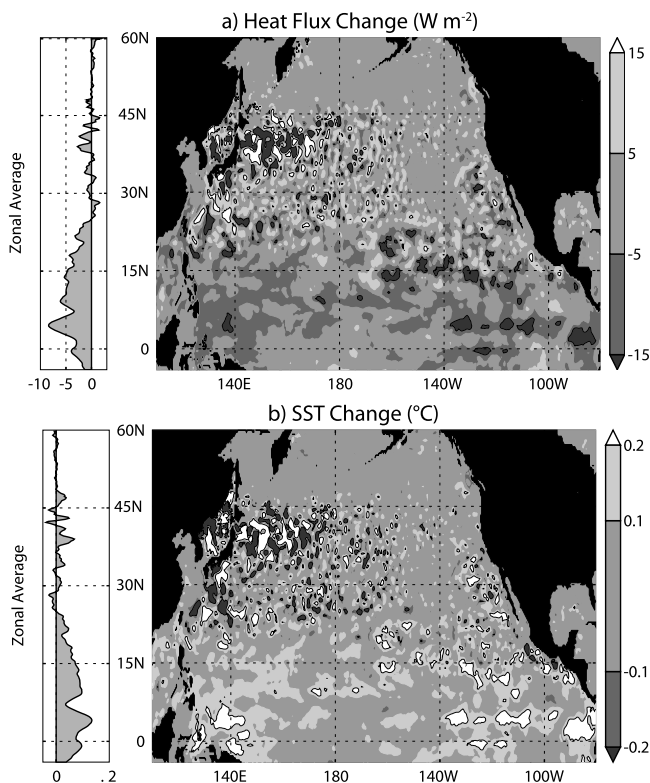 a) Heat Flux Change (W m-2)
60N
45N
30N
15N
0
Zonal Average
-10 -5 0
140E 180 140W 100W
15
5
-5
-15
b) SST Change (°C)
60N
45N
30N
15N
0
Zonal Average
0 .2
140E 180 140W 100W
0.2
0.1
-0.1
-0.2